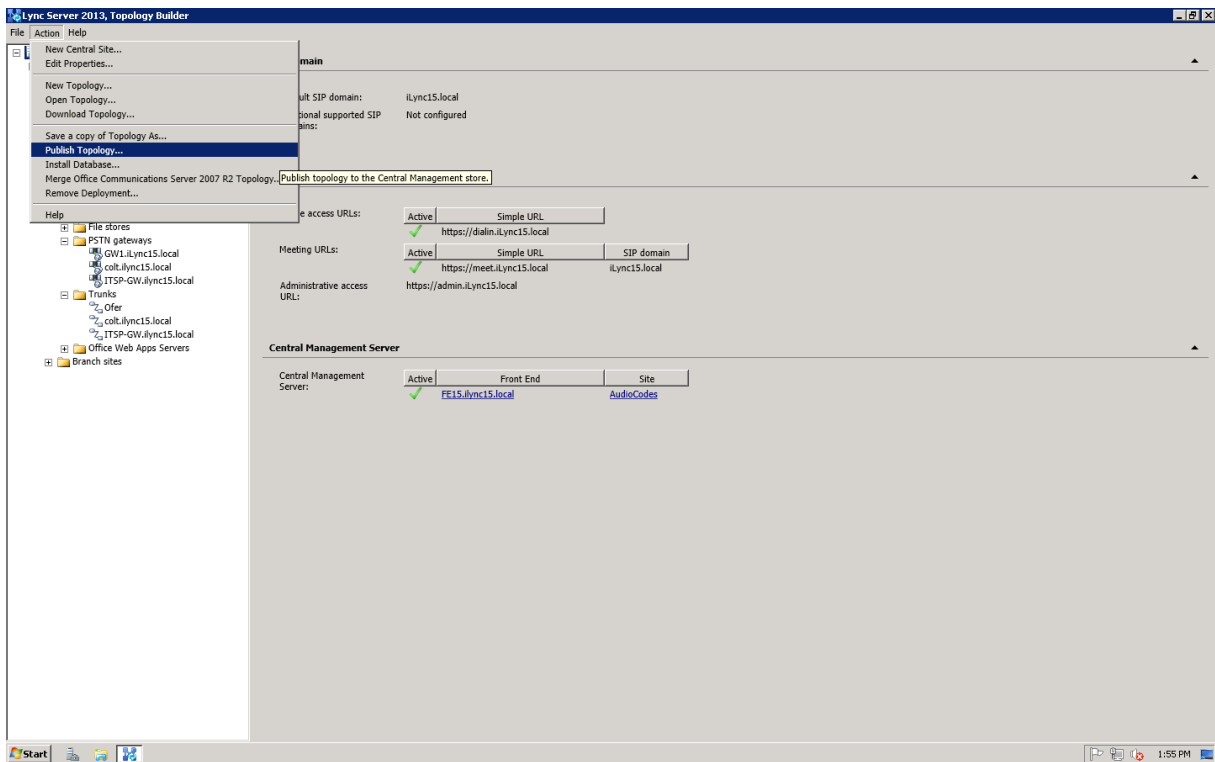 Lync Server 2013, Topology Builder
File Action Help
New Central Site...
Edit Properties...
New Topology...
Open Topology...
Download Topology...
Save a copy of Topology As...
Publish Topology...
Install Database...
Merge Office Communications Server 2007 R2 Topology...
Remove Deployment...
Help
Publish topology to the Central Management store.
File stores
PSTN gateways
GW1.iLync15.local
colt.ilync15.local
ITSP-GW.ilync15.local
Trunks
Ofer
colt.ilync15.local
ITSP-GW.ilync15.local
Office Web Apps Servers
Branch sites
main
ult SIP domain: iLync15.local
tional supported SIP Not configured
ains:
e access URLs: Active Simple URL
https://dialin.iLync15.local
Meeting URLs: Active Simple URL SIP domain
https://meet.iLync15.local iLync15.local
Administrative access https://admin.iLync15.local
URL:
Central Management Server
Central Management Active Front End Site
Server: FE15.ilync15.local AudioCodes
Start 1:55 PM